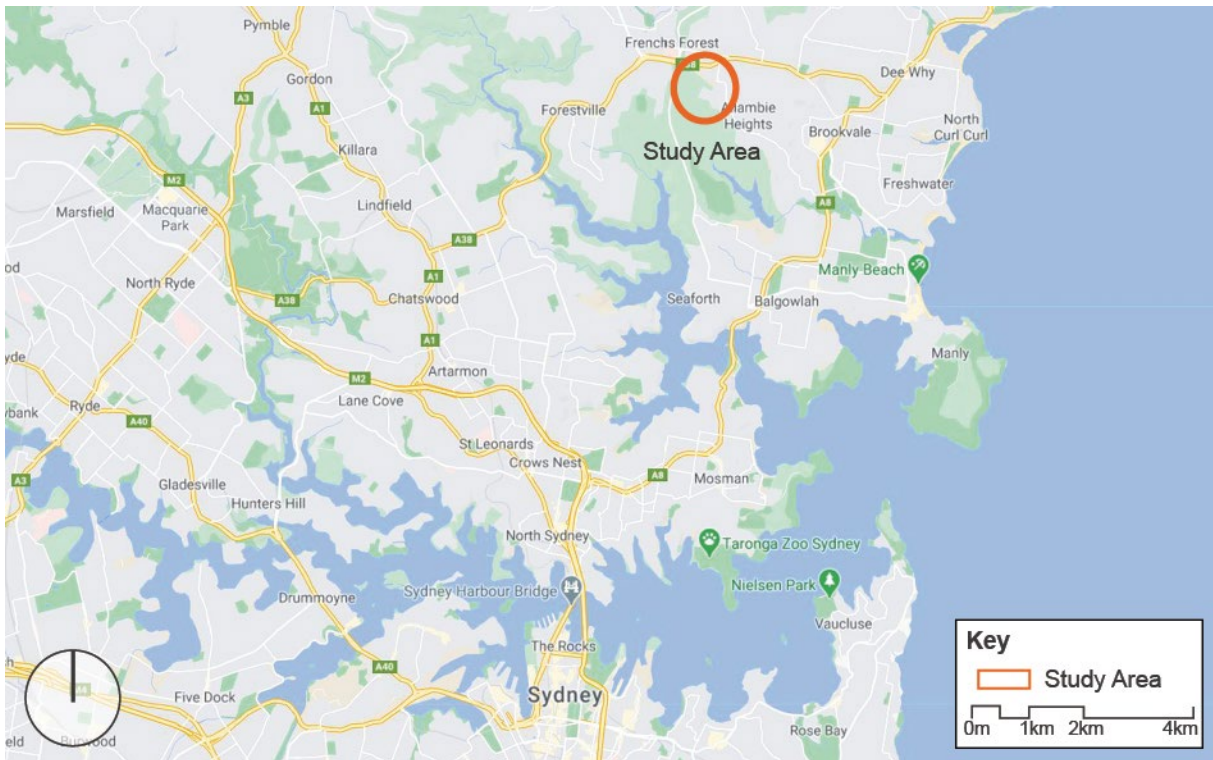 Pymble
Frenchs Forest
A38
Dee Why
Gordon
A3
A1
Forestville
Allambie
Heights
North
Curl Curl
Brookvale
Study Area
Killara
M2
Freshwater
Marsfield
Macquarie
Park
Lindfield
A8
A38
Manly Beach
A1
North Ryde
Seaforth
Balgowlah
A38
Chatswood
A1
Manly
Artarmon
M2
Lane Cove
Ryde
A40
St Leonards
Crows Nest
A3
A8
Mosman
Gladesville
Hunters Hill
North Sydney
Taronga Zoo Sydney
Sydney Harbour Bridge
Nielsen Park
Drummoyne
Vaucluse
The Rocks
A40
Five Dock
Sydney
Rose Bay
Burwood
Key
Study Area
0m 1km 2km 4km